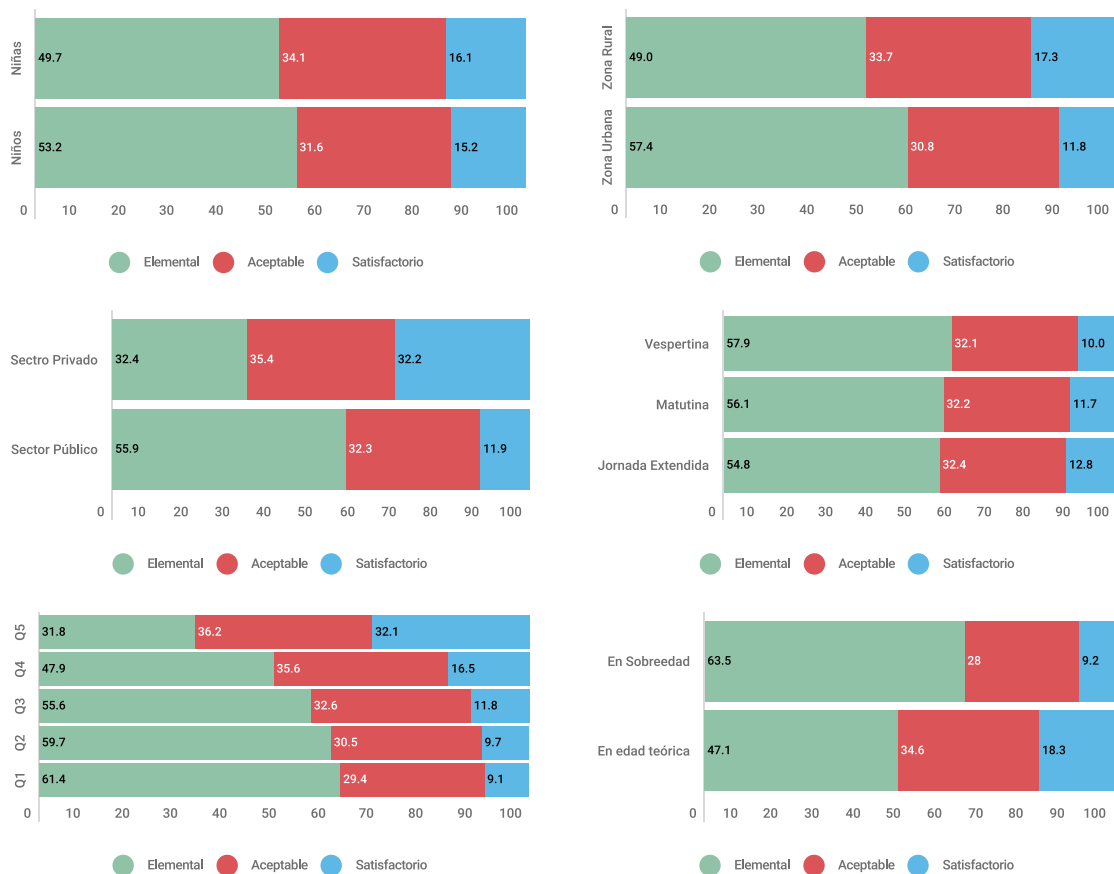 Niñas
49.7 34.1 16.1
Niños
53.2 31.6 15.2
0 10 20 30 40 50 60 70 80 90 100
Elemental Aceptable Satisfactorio
Zona Rural
49.0 33.7 17.3
Zona Urbana
57.4 30.8 11.8
0 10 20 30 40 50 60 70 80 90 100
Elemental Aceptable Satisfactorio
Sectro Privado 32.4 35.4 32.2
Sector Público 55.9 32.3 11.9
0 10 20 30 40 50 60 70 80 90 100
Elemental Aceptable Satisfactorio
Vespertina 57.9 32.1 10.0
Matutina 56.1 32.2 11.7
Jornada Extendida 54.8 32.4 12.8
0 10 20 30 40 50 60 70 80 90 100
Elemental Aceptable Satisfactorio
Q5 31.8 36.2 32.1
Q4 47.9 35.6 16.5
Q3 55.6 32.6 11.8
Q2 59.7 30.5 9.7
Q1 61.4 29.4 9.1
0 10 20 30 40 50 60 70 80 90 100
Elemental Aceptable Satisfactorio
En Sobreedad 63.5 28 9.2
En edad teórica 47.1 34.6 18.3
0 10 20 30 40 50 60 70 80 90 100
Elemental Aceptable Satisfactorio